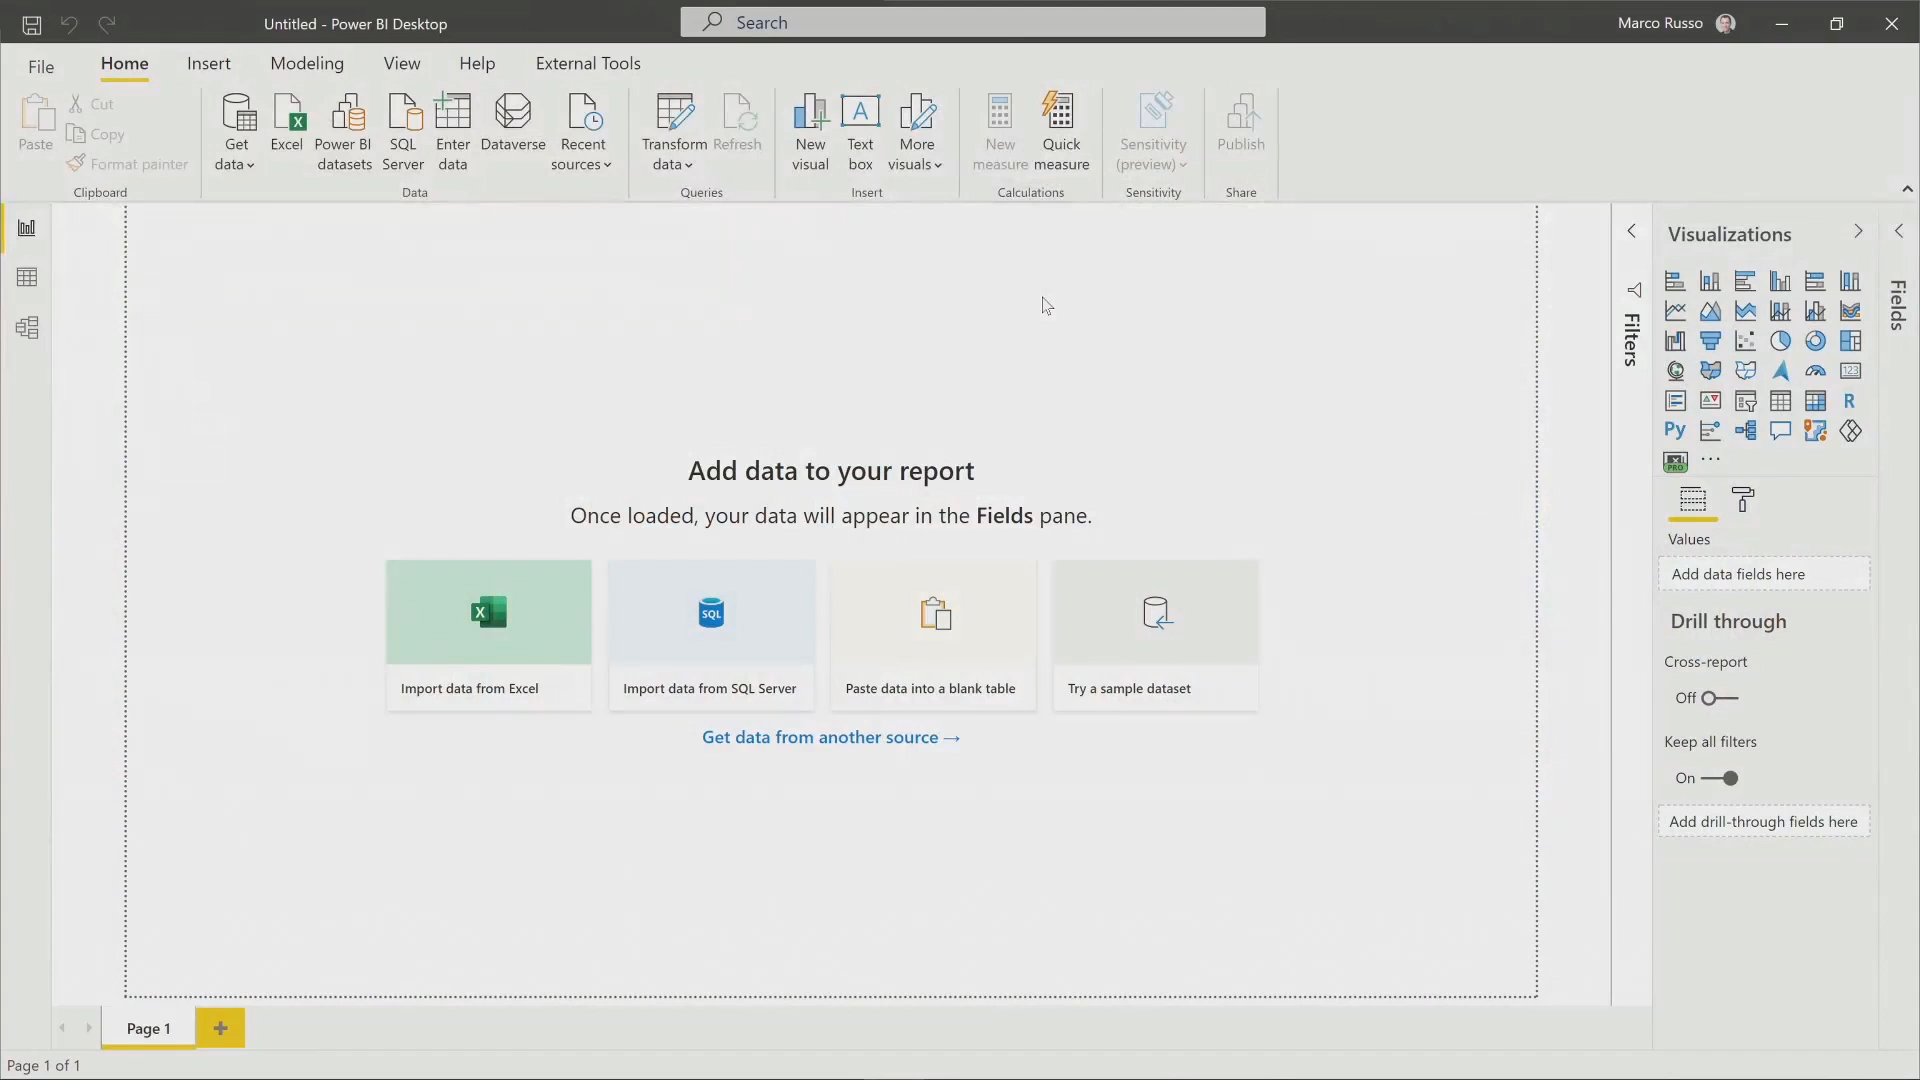 Untitled - Power BI Desktop
Search
Marco Russo
File
Home
Insert
Modeling
View
Help
External Tools
Paste
Cut
Copy
Format painter
Clipboard
Get
data
Excel
Power BI
datasets
SQL
Server
Enter
data
Dataverse
Recent
sources
Data
Transform
data
Refresh
Queries
New
visual
A
Text
box
More
visuals
Insert
New
measure
Quick
measure
Calculations
Sensitivity
(preview)
Sensitivity
Publish
Share
Filters
Visualizations
123
R
Py
PRO
Values
Add data fields here
Drill through
Cross-report
Off
Keep all filters
On
Add drill-through fields here
Fields
Add data to your report
Once loaded, your data will appear in the Fields pane.
X
Import data from Excel
SQL
Import data from SQL Server
Paste data into a blank table
Try a sample dataset
Get data from another source →
Page 1
Page 1 of 1